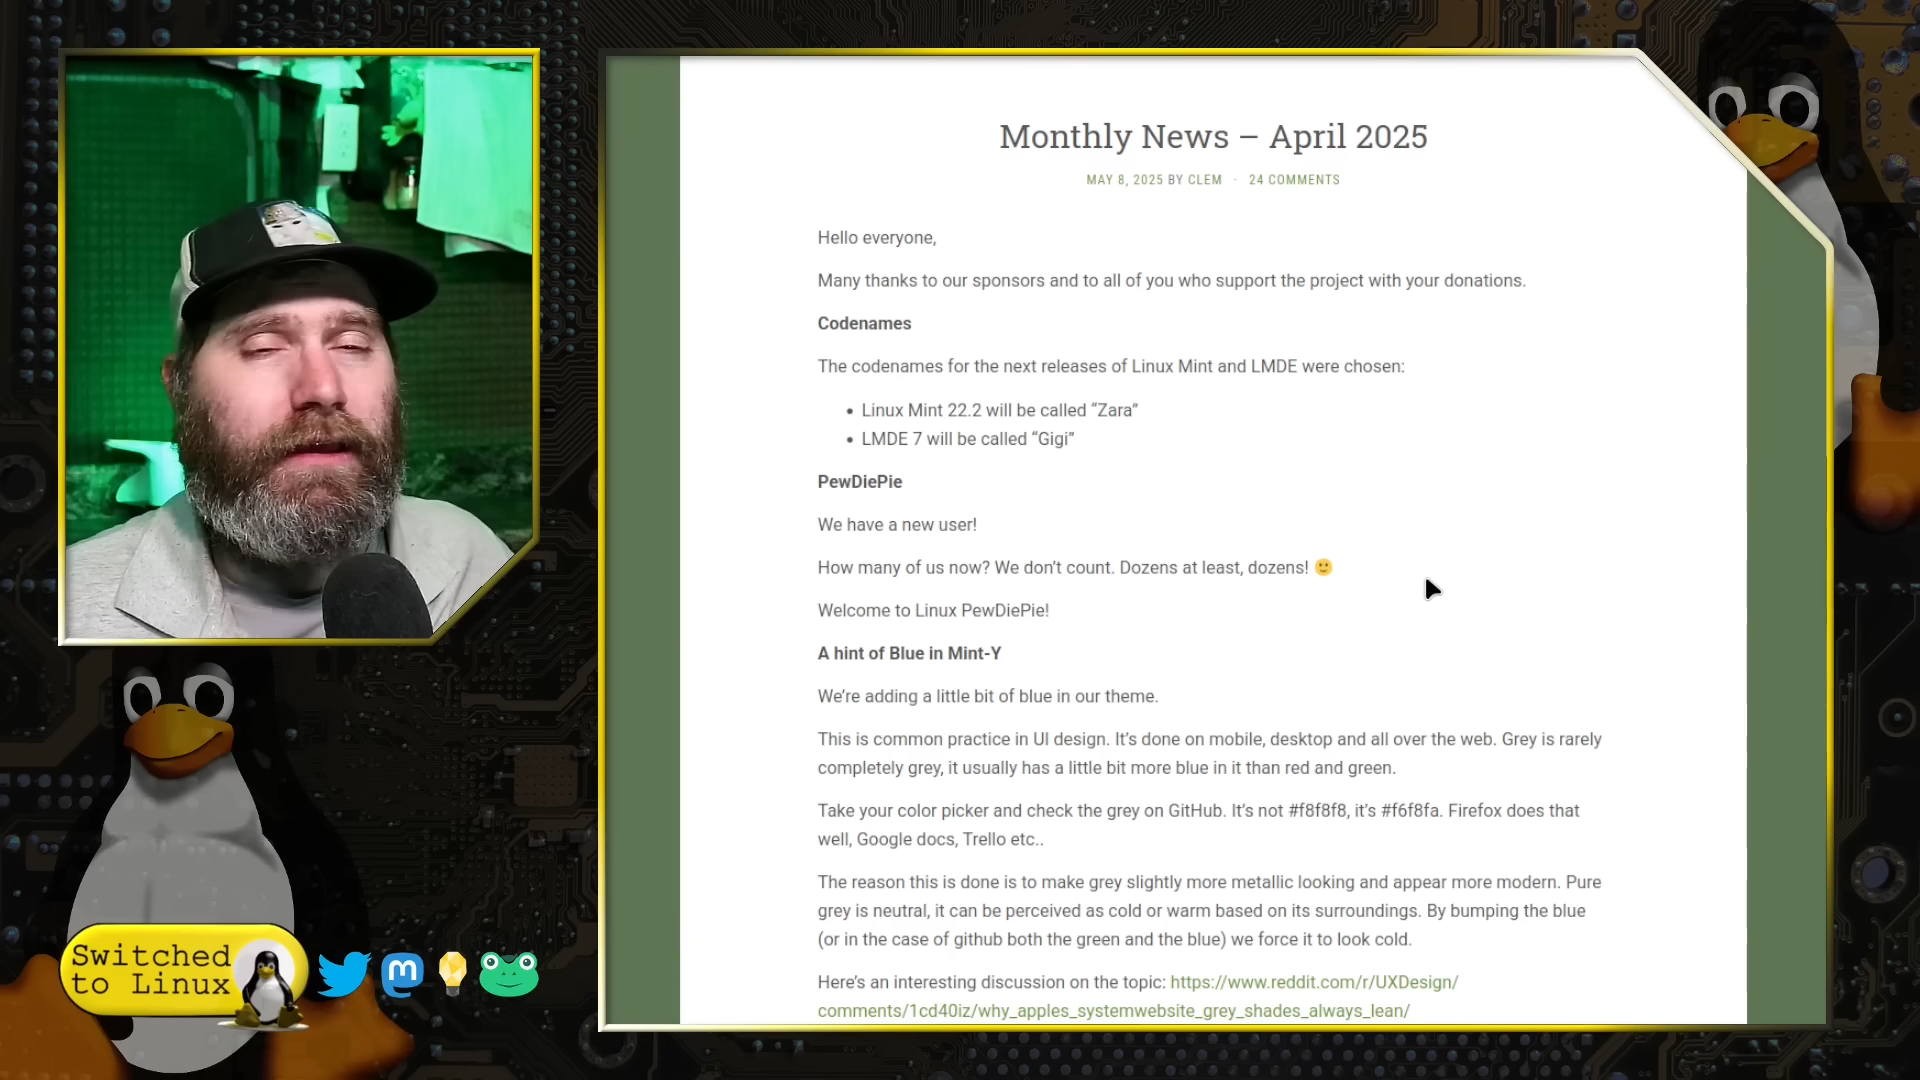 Monthly News – April 2025
MAY 8, 2025 BY CLEM - 24 COMMENTS
Hello everyone,
Many thanks to our sponsors and to all of you who support the project with your donations.
Codenames
The codenames for the next releases of Linux Mint and LMDE were chosen:
• Linux Mint 22.2 will be called “Zara”
• LMDE 7 will be called “Gigi”
PewDiePie
We have a new user!
How many of us now? We don’t count. Dozens at least, dozens! 🙂
Welcome to Linux PewDiePie!
A hint of Blue in Mint-Y
We’re adding a little bit of blue in our theme.
This is common practice in UI design. It’s done on mobile, desktop and all over the web. Grey is rarely
completely grey, it usually has a little bit more blue in it than red and green.
Take your color picker and check the grey on GitHub. It’s not #f8f8f8, it’s #f6f8fa. Firefox does that
well, Google docs, Trello etc..
The reason this is done is to make grey slightly more metallic looking and appear more modern. Pure
grey is neutral, it can be perceived as cold or warm based on its surroundings. By bumping the blue
(or in the case of github both the green and the blue) we force it to look cold.
Here’s an interesting discussion on the topic: https://www.reddit.com/r/UXDesign/
comments/1cd40iz/why_apples_systemwebsite_grey_shades_always_lean/
Switched
to Linux
m